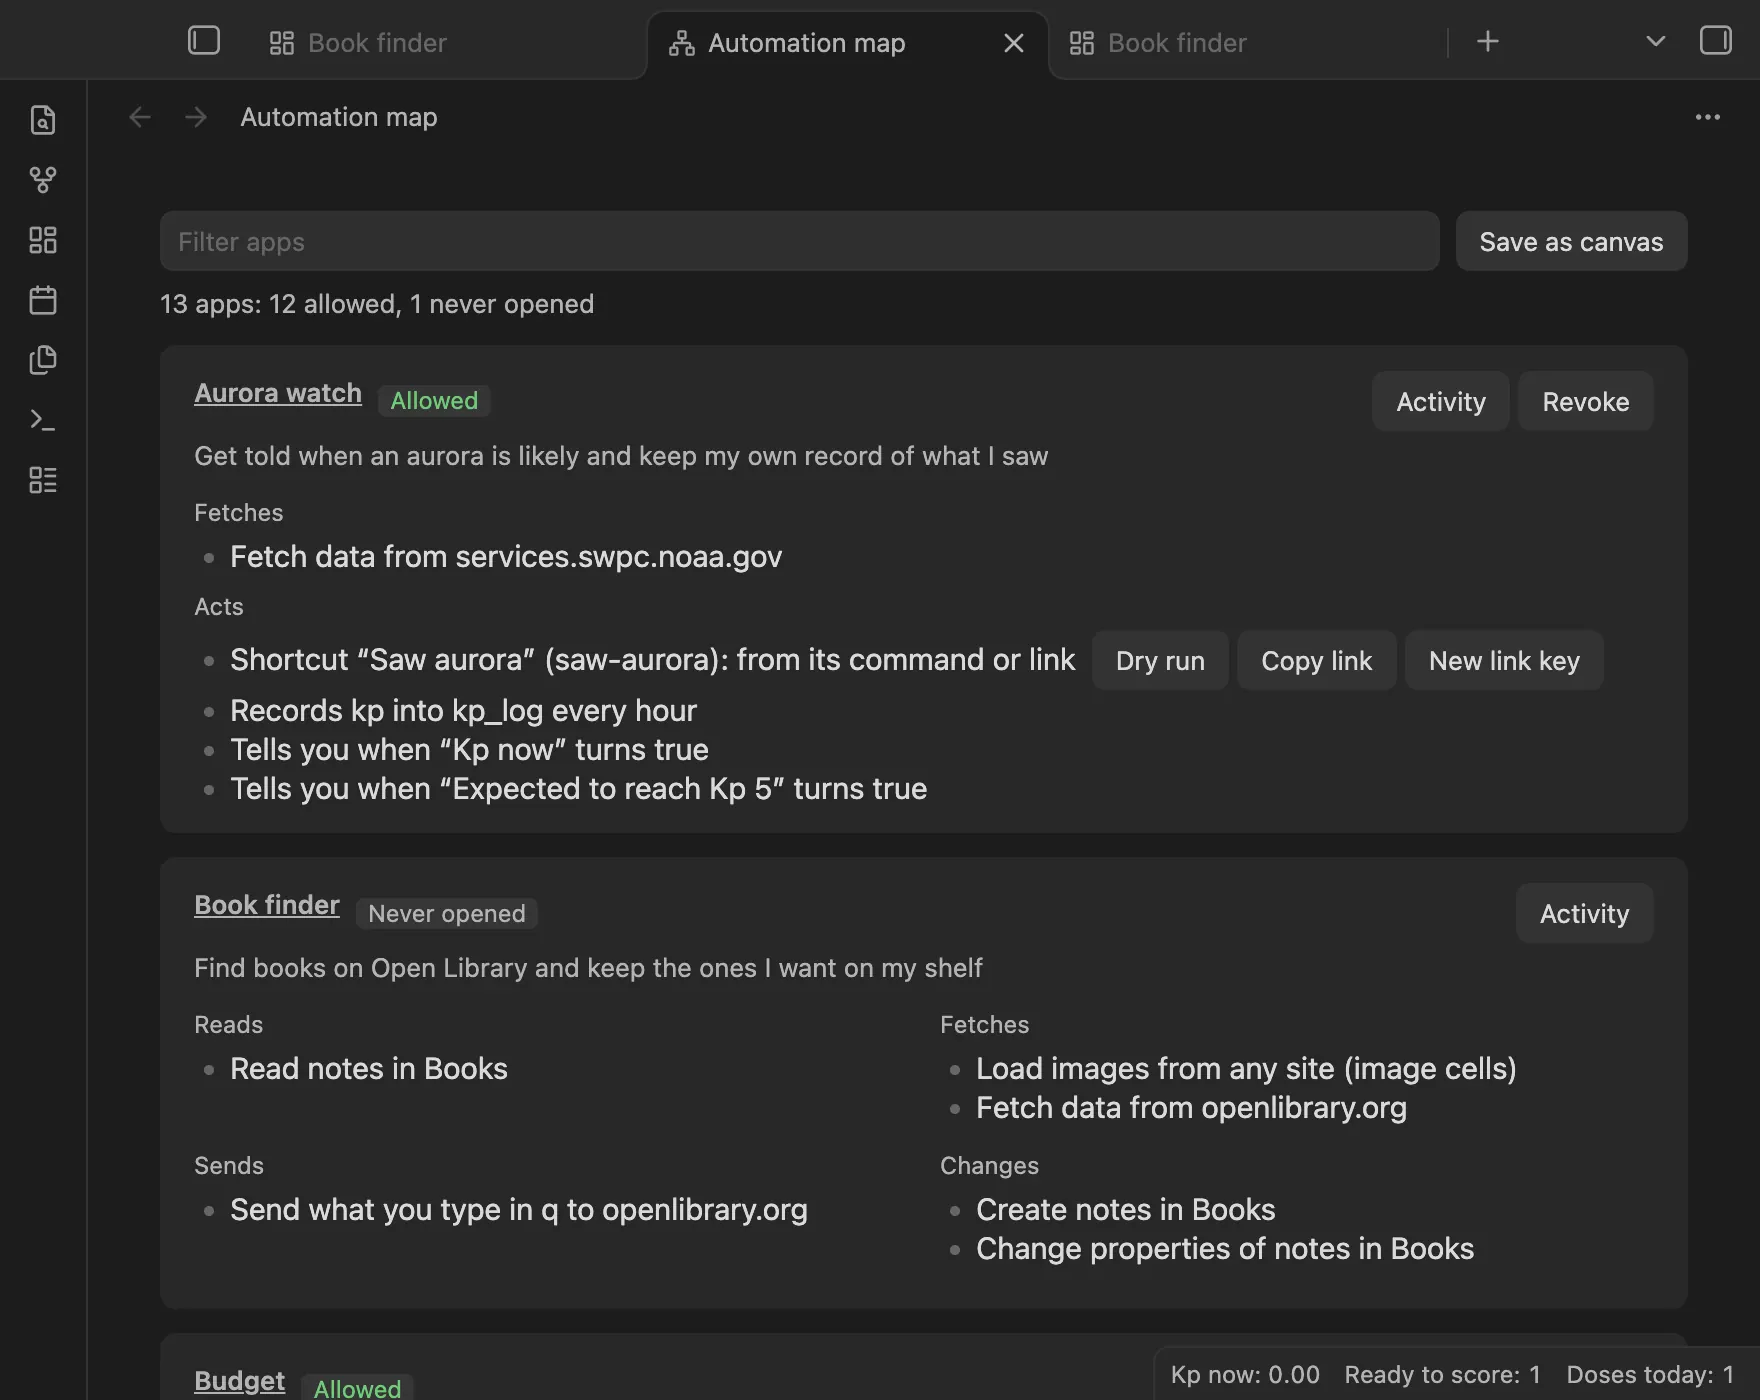 Book finder
Automation map
Book finder
Automation map
Filter apps
Save as canvas
13 apps: 12 allowed, 1 never opened
Aurora watch
Allowed
Activity
Revoke
Get told when an aurora is likely and keep my own record of what I saw
Fetches
Fetch data from services.swpc.noaa.gov
Acts
Shortcut “Saw aurora” (saw-aurora): from its command or link
Dry run
Copy link
New link key
Records kp into kp_log every hour
Tells you when “Kp now” turns true
Tells you when “Expected to reach Kp 5” turns true
Book finder
Never opened
Activity
Find books on Open Library and keep the ones I want on my shelf
Reads
Read notes in Books
Fetches
Load images from any site (image cells)
Fetch data from openlibrary.org
Sends
Send what you type in q to openlibrary.org
Changes
Create notes in Books
Change properties of notes in Books
Budget
Allowed
Kp now: 0.00
Ready to score: 1
Doses today: 1